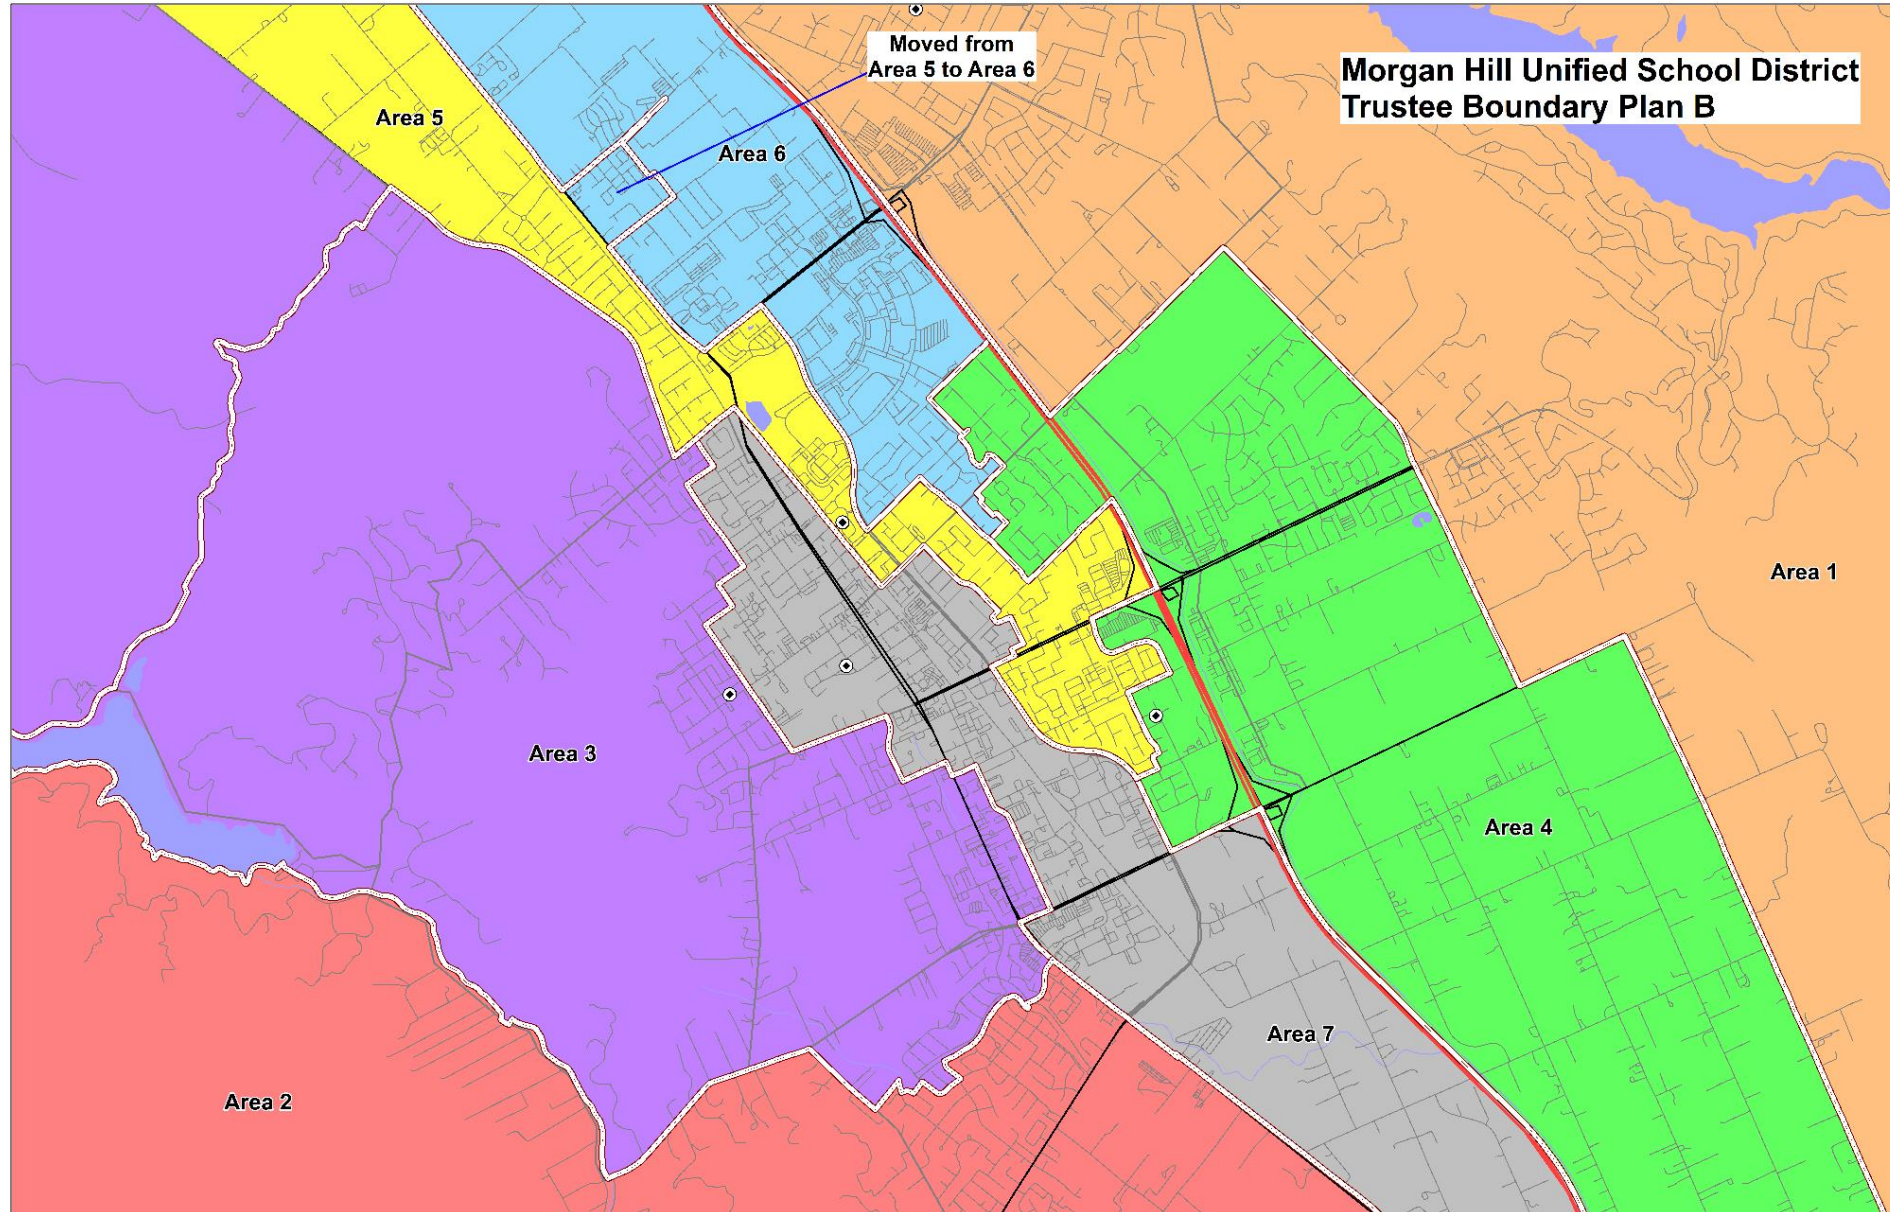 Moved from
Area 5 to Area 6
Morgan Hill Unified School District
Trustee Boundary Plan B
Area 5
Area 6
Area 1
Area 3
Area 4
Area 7
Area 2